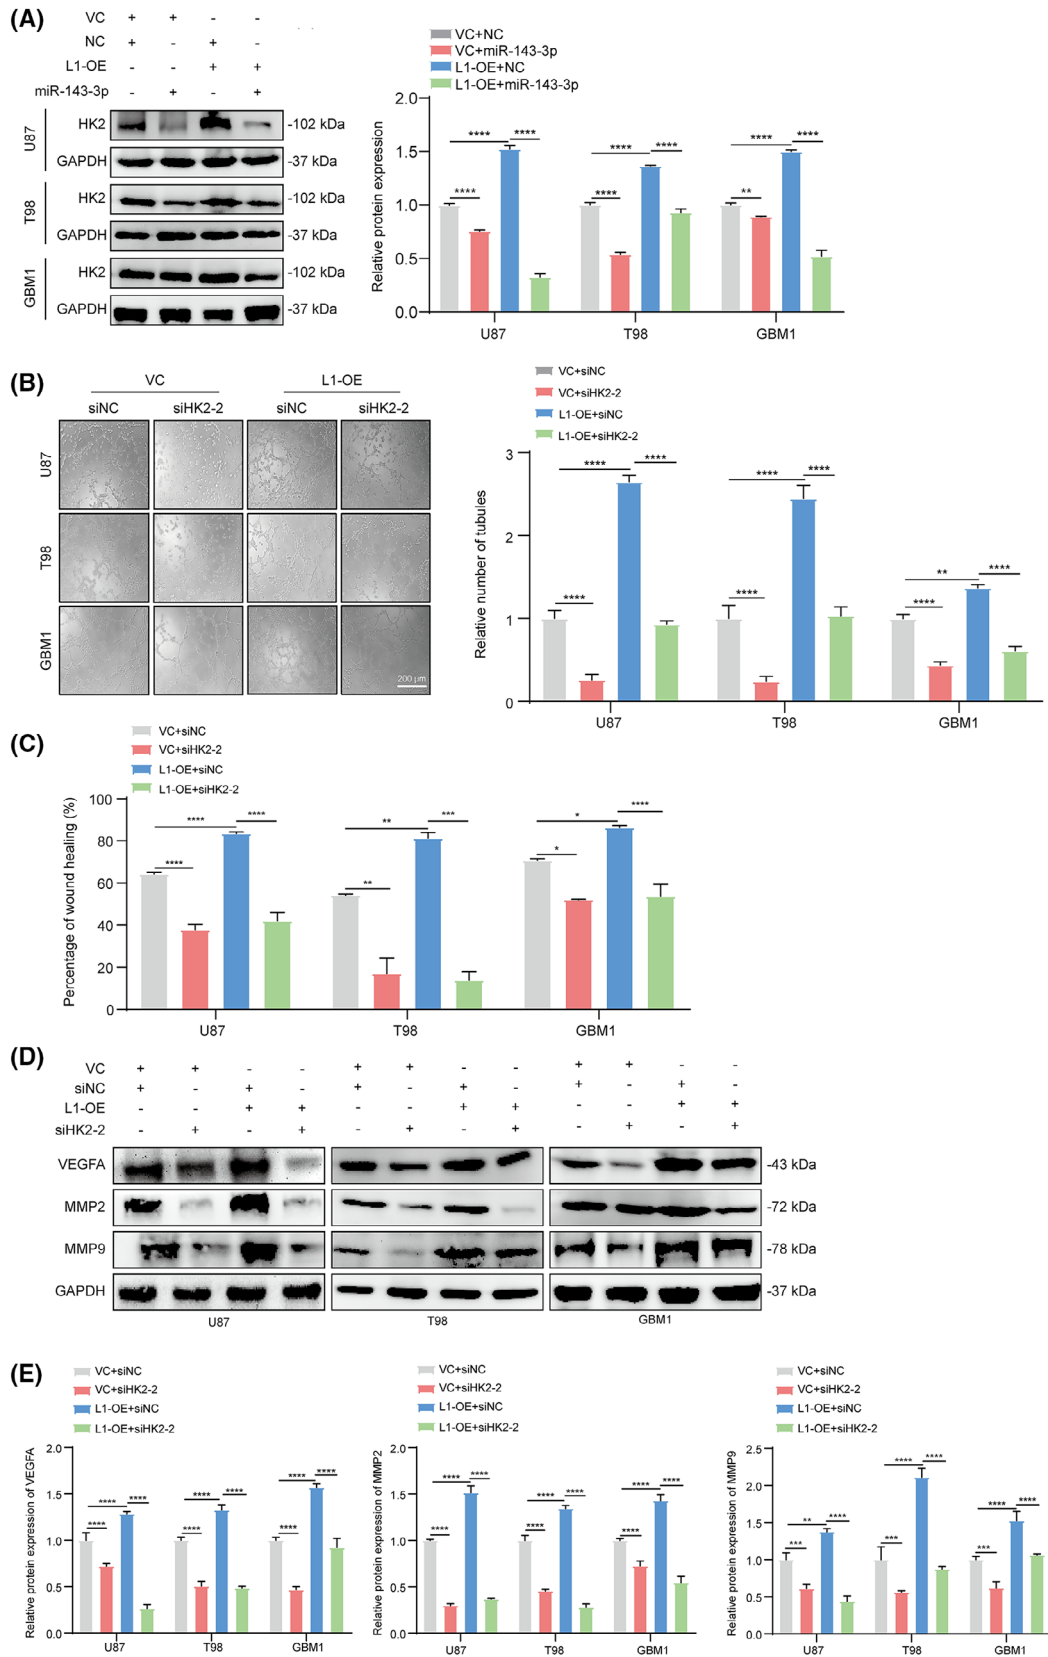 (A)
VC + + - -
NC + - + -
L1-OE - - + +
miR-143-3p - + - +
U87
HK2 -102 kDa
GAPDH -37 kDa
T98
HK2 -102 kDa
GAPDH -37 kDa
GBM1
HK2 -102 kDa
GAPDH -37 kDa
VC+NC
VC+miR-143-3p
L1-OE+NC
L1-OE+miR-143-3p
Relative protein expression
2.0
1.5
1.0
0.5
0.0
**** **** ****
**** **** ****
** **** ****
U87 T98 GBM1
(B)
VC L1-OE
siNC siHK2-2 siNC siHK2-2
U87
T98
GBM1
200 μm
VC+siNC
VC+siHK2-2
L1-OE+siNC
L1-OE+siHK2-2
Relative number of tubules
3
2
1
0
**** **** ****
**** **** ****
**** ** ****
U87 T98 GBM1
(C)
VC+siNC
VC+siHK2-2
L1-OE+siNC
L1-OE+siHK2-2
Percentage of wound healing (%)
100
80
60
40
20
0
**** **** ****
** ** ***
* * ****
U87 T98 GBM1
(D)
VC + + - - + + - - + + - -
siNC + - + - + - + - + - + -
L1-OE - - + + - - + + - - + +
siHK2-2 - + - + - + - + - + - +
VEGFA -43 kDa
MMP2 -72 kDa
MMP9 -78 kDa
GAPDH -37 kDa
U87 T98 GBM1
(E)
VC+siNC
VC+siHK2-2
L1-OE+siNC
L1-OE+siHK2-2
Relative protein expression of VEGFA
2.0
1.5
1.0
0.5
0.0
**** **** ****
**** **** ****
**** **** ****
U87 T98 GBM1
VC+siNC
VC+siHK2-2
L1-OE+siNC
L1-OE+siHK2-2
Relative protein expression of MMP2
2.0
1.5
1.0
0.5
0.0
**** **** ****
**** **** ****
**** **** ****
U87 T98 GBM1
VC+siNC
VC+siHK2-2
L1-OE+siNC
L1-OE+siHK2-2
Relative protein expression of MMP9
2.5
2.0
1.5
1.0
0.5
0.0
*** ** ****
*** **** ****
*** **** ****
U87 T98 GBM1